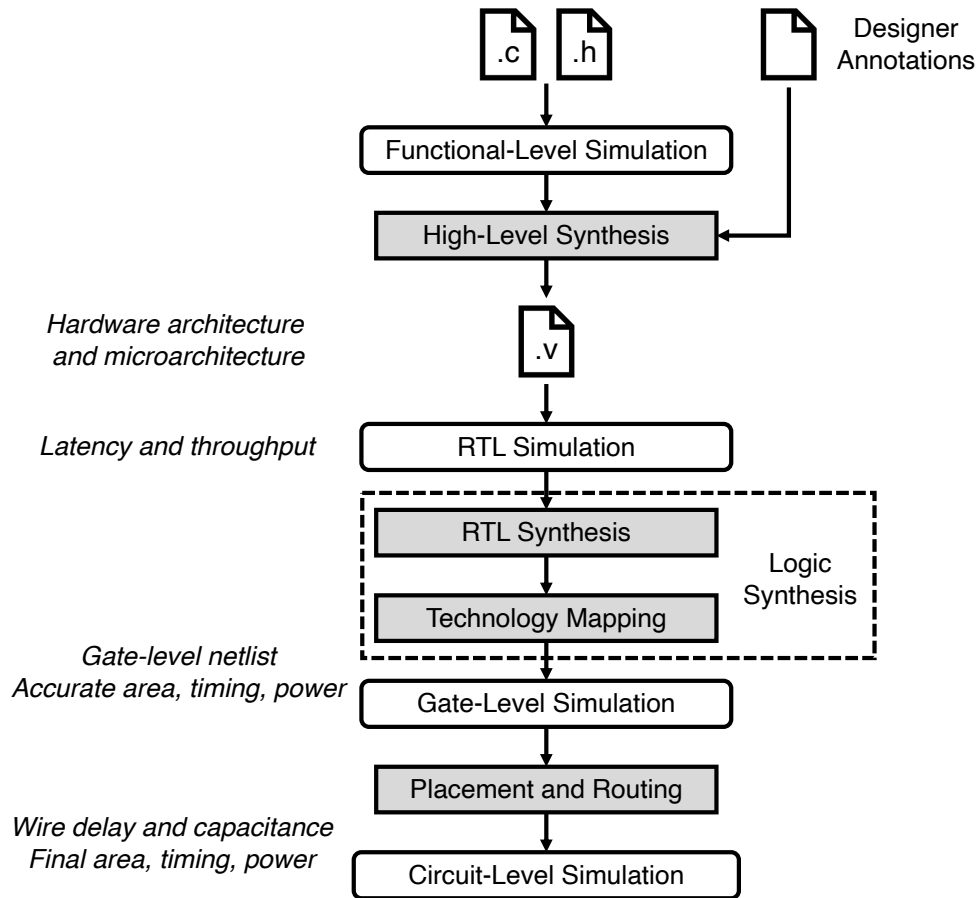 .c
.h
Designer
Annotations
Functional-Level Simulation
High-Level Synthesis
Hardware architecture
and microarchitecture
.v
Latency and throughput
RTL Simulation
RTL Synthesis
Logic
Synthesis
Technology Mapping
Gate-level netlist
Accurate area, timing, power
Gate-Level Simulation
Placement and Routing
Wire delay and capacitance
Final area, timing, power
Circuit-Level Simulation